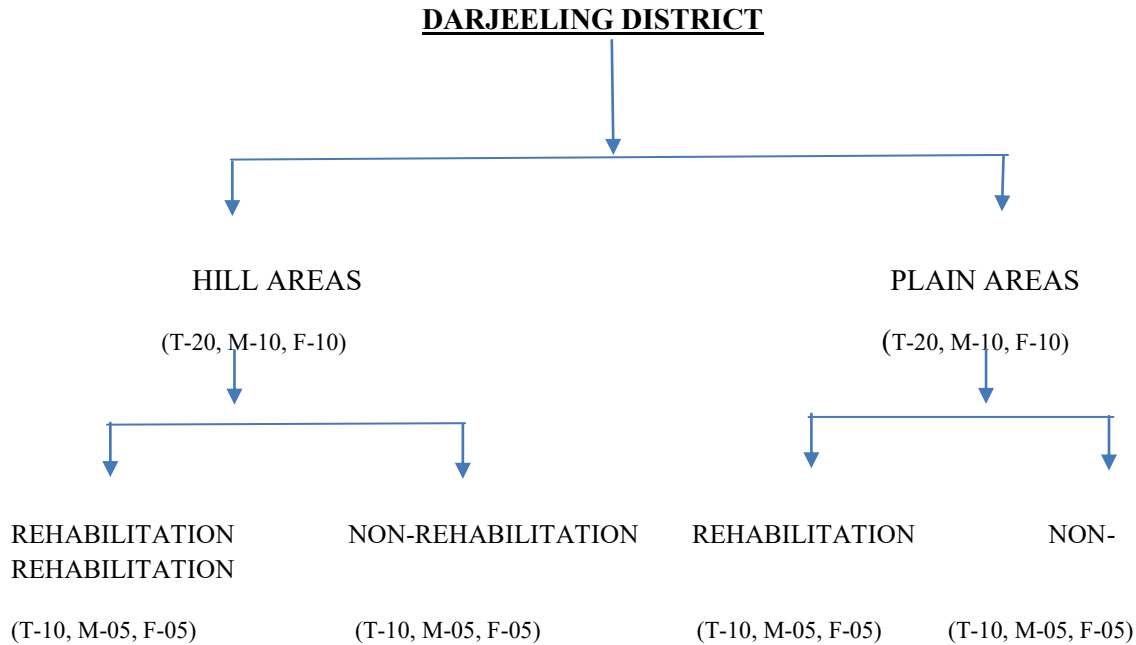 DARJEELING DISTRICT
HILL AREAS PLAIN AREAS
(T-20, M-10, F-10) (T-20, M-10, F-10)
REHABILITATION NON-REHABILITATION REHABILITATION NON-
REHABILITATION
(T-10, M-05, F-05) (T-10, M-05, F-05) (T-10, M-05, F-05) (T-10, M-05, F-05)